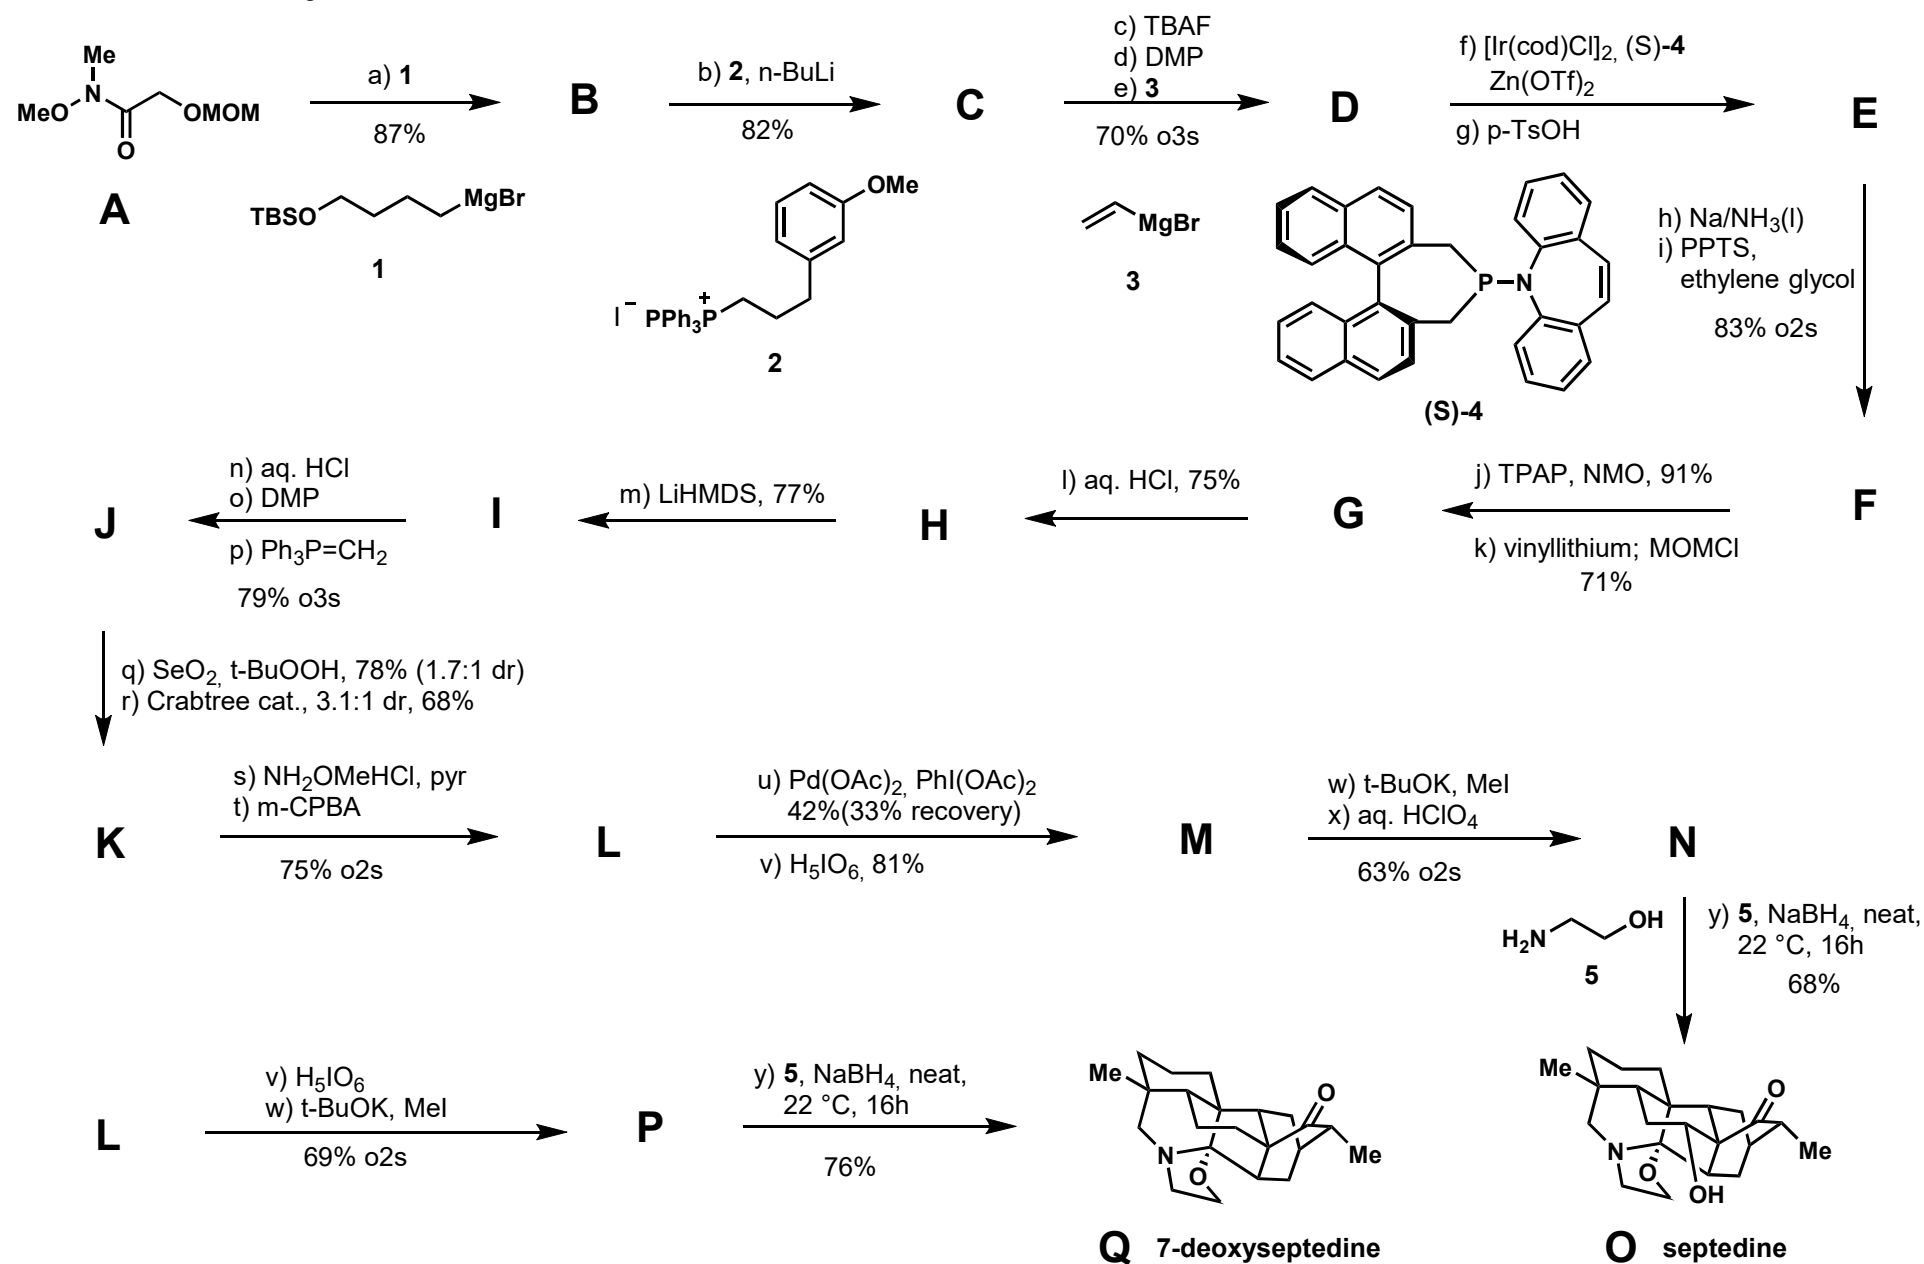 Me
MeO
N
O
OMOM
A
a) 1
87%
TBSO
MgBr
1
B
b) 2, n-BuLi
82%
OMe
I⁻ PPh3P⁺
2
C
c) TBAF
d) DMP
e) 3
70% o3s
MgBr
3
D
f) [Ir(cod)Cl]2, (S)-4
Zn(OTf)2
g) p-TsOH
P N
(S)-4
E
h) Na/NH3(l)
i) PPTS,
ethylene glycol
83% o2s
F
j) TPAP, NMO, 91%
k) vinyllithium; MOMCl
71%
G
l) aq. HCl, 75%
H
m) LiHMDS, 77%
I
n) aq. HCl
o) DMP
p) Ph3P=CH2
79% o3s
J
q) SeO2, t-BuOOH, 78% (1.7:1 dr)
r) Crabtree cat., 3.1:1 dr, 68%
K
s) NH2OMeHCl, pyr
t) m-CPBA
75% o2s
L
u) Pd(OAc)2, PhI(OAc)2
42%(33% recovery)
v) H5IO6, 81%
M
w) t-BuOK, MeI
x) aq. HClO4
63% o2s
N
H2N
OH
5
y) 5, NaBH4, neat,
22 °C, 16h
68%
L
v) H5IO6
w) t-BuOK, MeI
69% o2s
P
y) 5, NaBH4, neat,
22 °C, 16h
76%
Me
O
Me
N
O
Q 7-deoxyseptedine
Me
O
Me
N
O
OH
O septedine